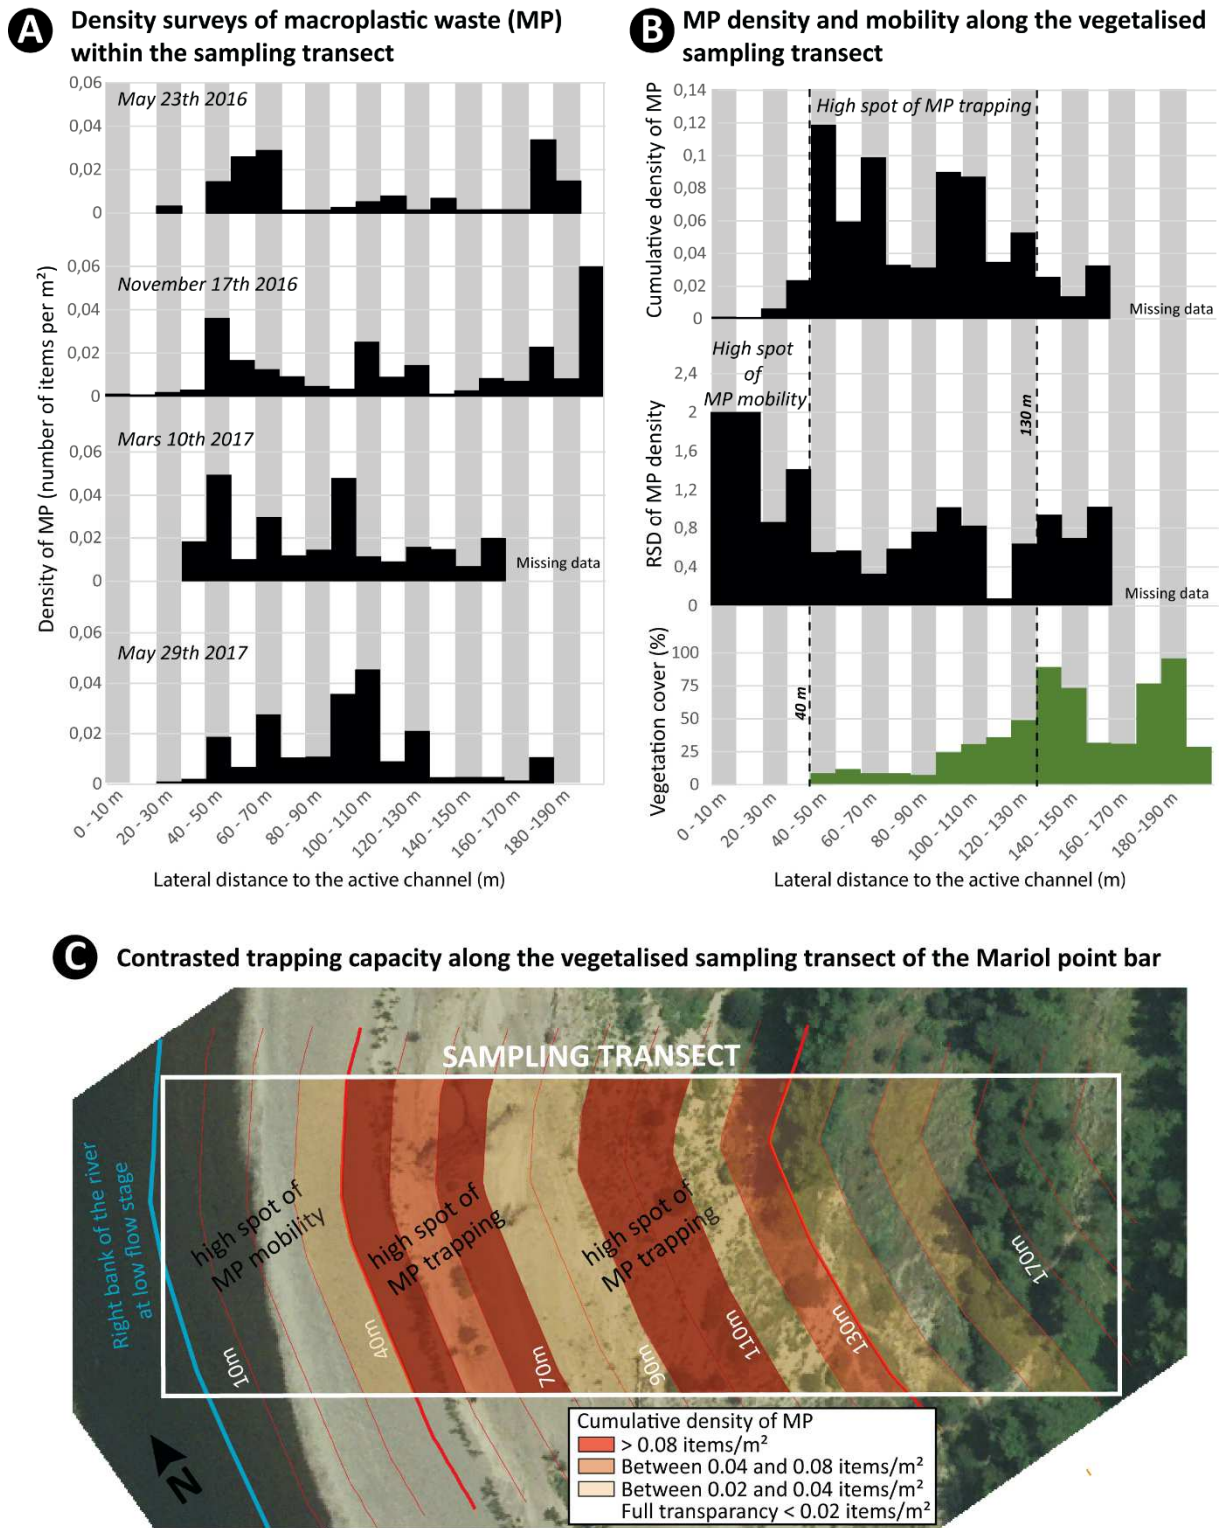 A Density surveys of macroplastic waste (MP)
within the sampling transect
Density of MP (number of items per m²)
0,06
May 23th 2016
0,04
0,02
0
0,06
November 17th 2016
0,04
0,02
0
0,06
Mars 10th 2017
0,04
0,02
Missing data
0
0,06
May 29th 2017
0,04
0,02
0
0 - 10 m
20 - 30 m
40 - 50 m
60 - 70 m
80 - 90 m
100 - 110 m
120 - 130 m
140 - 150 m
160 - 170 m
180 -190 m
Lateral distance to the active channel (m)
B MP density and mobility along the vegetalised
sampling transect
Cumulative density of MP
0,14
High spot of MP trapping
0,12
0,1
0,08
0,06
0,04
0,02
Missing data
0
High spot
of
MP mobility
RSD of MP density
2,4
2
130 m
1,6
1,2
0,8
0,4
Missing data
0
Vegetation cover (%)
100
75
40 m
50
25
0
0 - 10 m
20 - 30 m
40 - 50 m
60 - 70 m
80 - 90 m
100 - 110 m
120 - 130 m
140 - 150 m
160 - 170 m
180 -190 m
Lateral distance to the active channel (m)
C Contrasted trapping capacity along the vegetalised sampling transect of the Mariol point bar
SAMPLING TRANSECT
Right bank of the river
at low flow stage
high spot of
MP mobility
high spot of
MP trapping
high spot of
MP trapping
10m
40m
70m
90m
110m
130m
170m
N
Cumulative density of MP
> 0.08 items/m²
Between 0.04 and 0.08 items/m²
Between 0.02 and 0.04 items/m²
Full transparancy < 0.02 items/m²